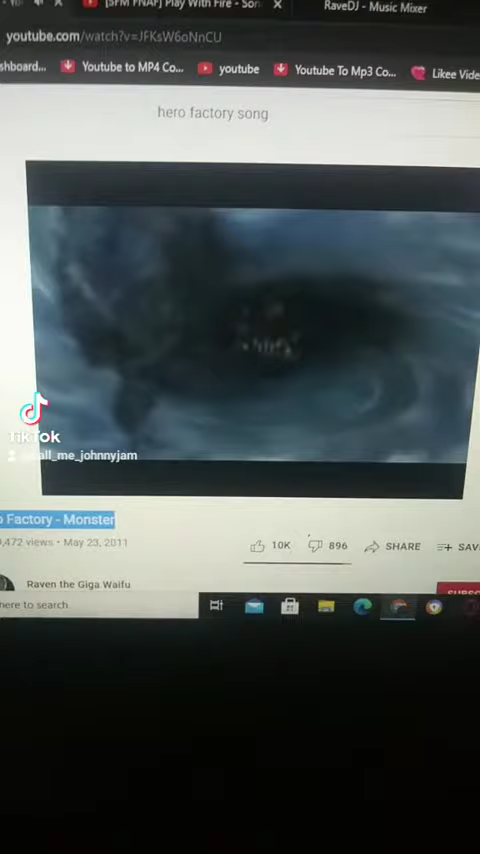 [SFM FNAF] Play With Fire - Son
RaveDJ - Music Mixer
youtube.com/watch?v=JFKsW6oNnCU
shboard...
Youtube to MP4 Co...
youtube
Youtube To Mp3 Co...
Likee Vide
hero factory song
TikTok
all_me_johnnyjam
o Factory - Monster
,472 views • May 23, 2011
10K
896
SHARE
SAV
Raven the Giga Waifu
SUBSC
here to search